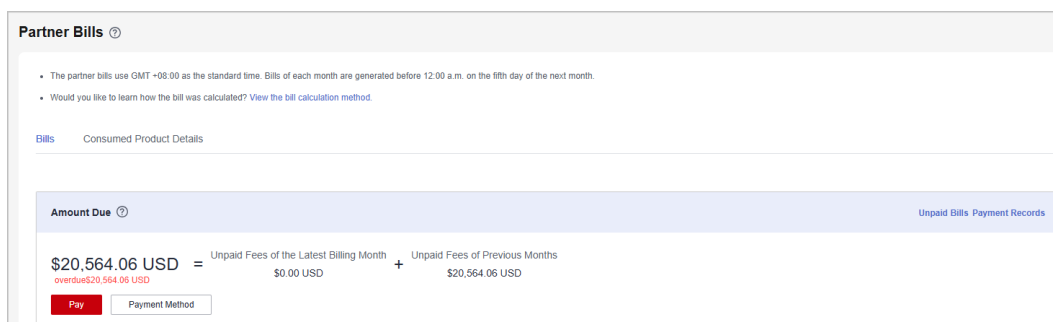 Partner Bills ?
• The partner bills use GMT +08:00 as the standard time. Bills of each month are generated before 12:00 a.m. on the fifth day of the next month.
• Would you like to learn how the bill was calculated? View the bill calculation method.
Bills Consumed Product Details
Amount Due ? Unpaid Bills Payment Records
$20,564.06 USD = Unpaid Fees of the Latest Billing Month + Unpaid Fees of Previous Months
overdue$20,564.06 USD $0.00 USD $20,564.06 USD
Pay Payment Method